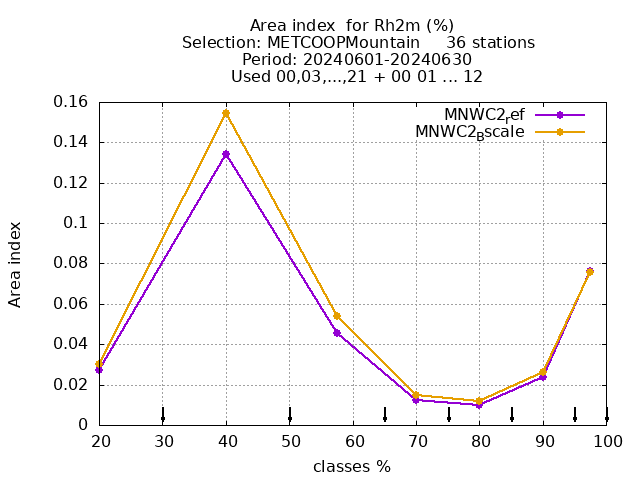 Area index  for Rh2m (%)
Selection: METCOOPMountain     36 stations
Period: 20240601-20240630
Used 00,03,...,21 + 00 01 ... 12
MNWC2ref
MNWC2Bscale
0.16
0.14
0.12
0.1
0.08
0.06
0.04
0.02
0
Area index
20 30 40 50 60 70 80 90 100
classes %